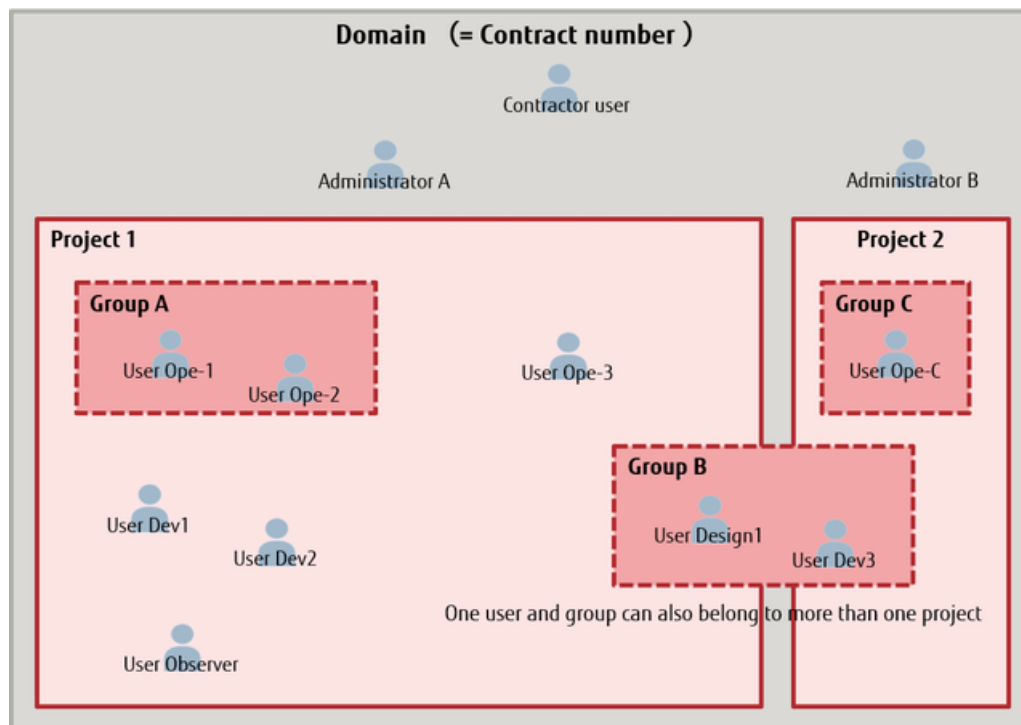 Domain （= Contract number ）
Contractor user
Administrator A
Administrator B
Project 1
Project 2
Group A
Group C
User Ope-1
User Ope-2
User Ope-3
User Ope-C
Group B
User Dev1
User Dev2
User Design1
User Dev3
One user and group can also belong to more than one project
User Observer